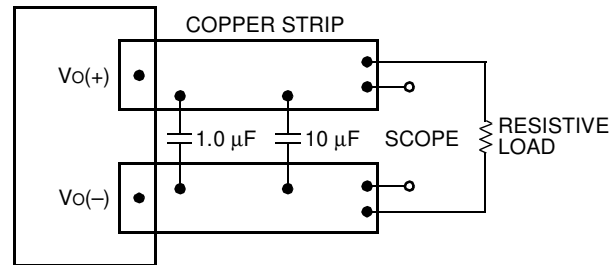 COPPER STRIP
VO(+)
1.0 μF
10 μF
SCOPE
RESISTIVE
LOAD
VO(–)